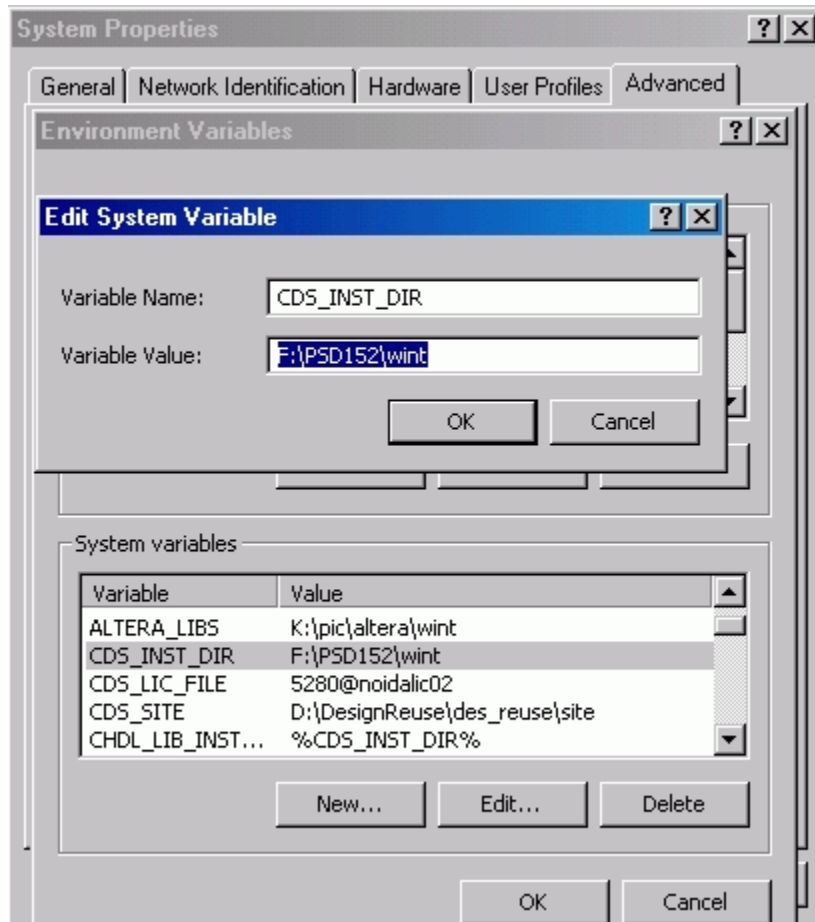 System Properties
General Network Identification Hardware User Profiles Advanced
Environment Variables
Edit System Variable
Variable Name: CDS_INST_DIR
Variable Value: F:\PSD152\wint
OK Cancel
System variables
Variable Value
ALTERA_LIBS K:\pic\altera\wint
CDS_INST_DIR F:\PSD152\wint
CDS_LIC_FILE 5280@noidalic02
CDS_SITE D:\DesignReuse\des_reuse\site
CHDL_LIB_INST... %CDS_INST_DIR%
New... Edit... Delete
OK Cancel